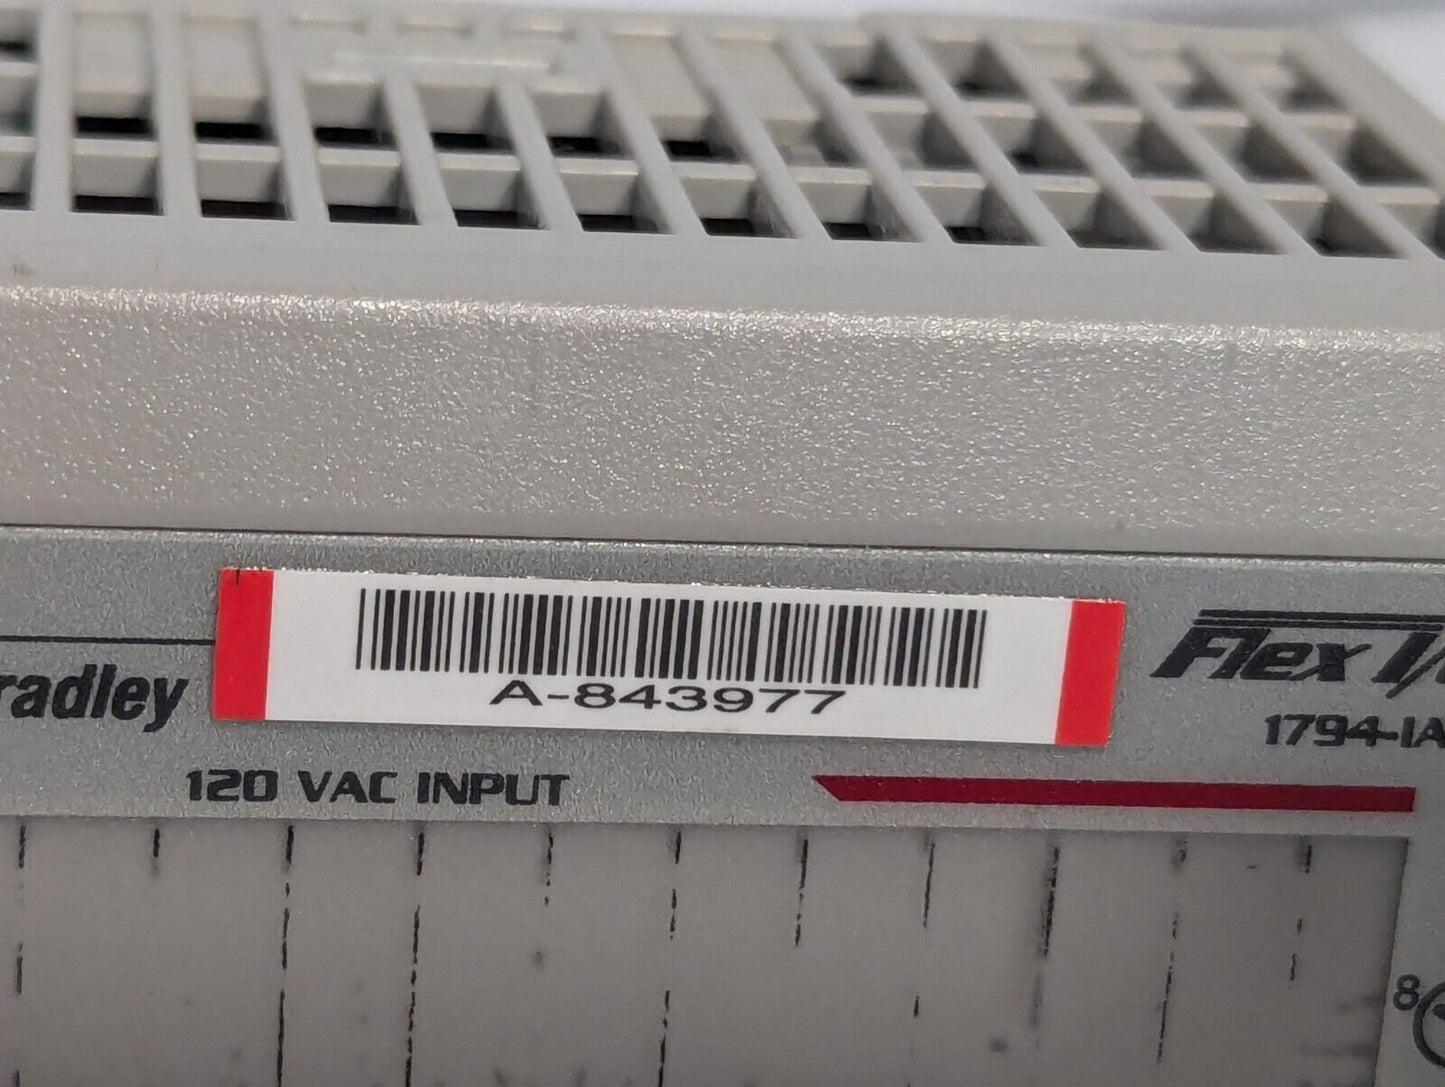 radley
A-843977
Flex I/
1794-IA
120 VAC INPUT
8